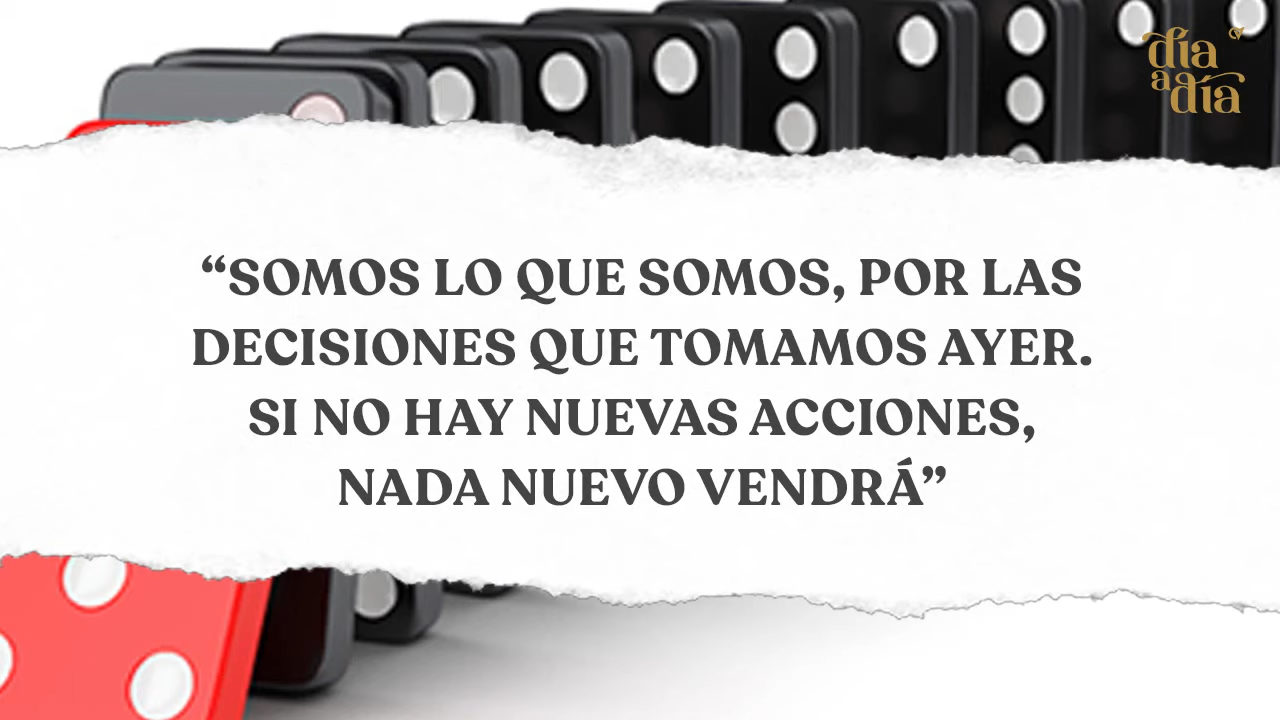 día
a día
“SOMOS LO QUE SOMOS, POR LAS
DECISIONES QUE TOMAMOS AYER.
SI NO HAY NUEVAS ACCIONES,
NADA NUEVO VENDRÁ”